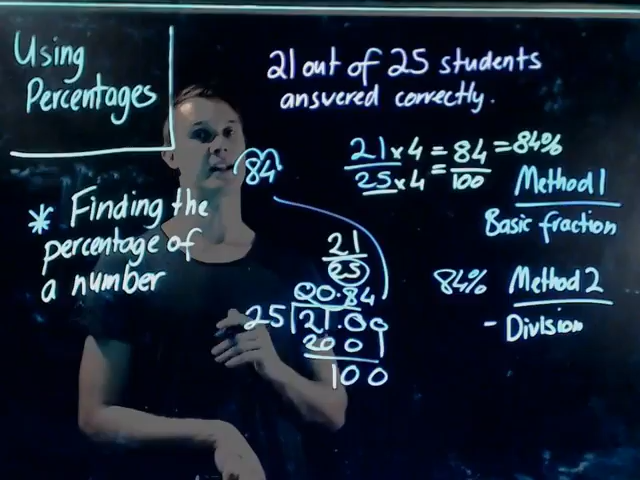 Using
Percentages
21 out of 25 students
answered correctly.
21 × 4 = 84 = 84%
25 × 4 = 100
Method 1
Basic fraction
* Finding the
percentage of
a number
84
21
25
00.84
25 21.00
20 0
100
84% Method 2
- Division